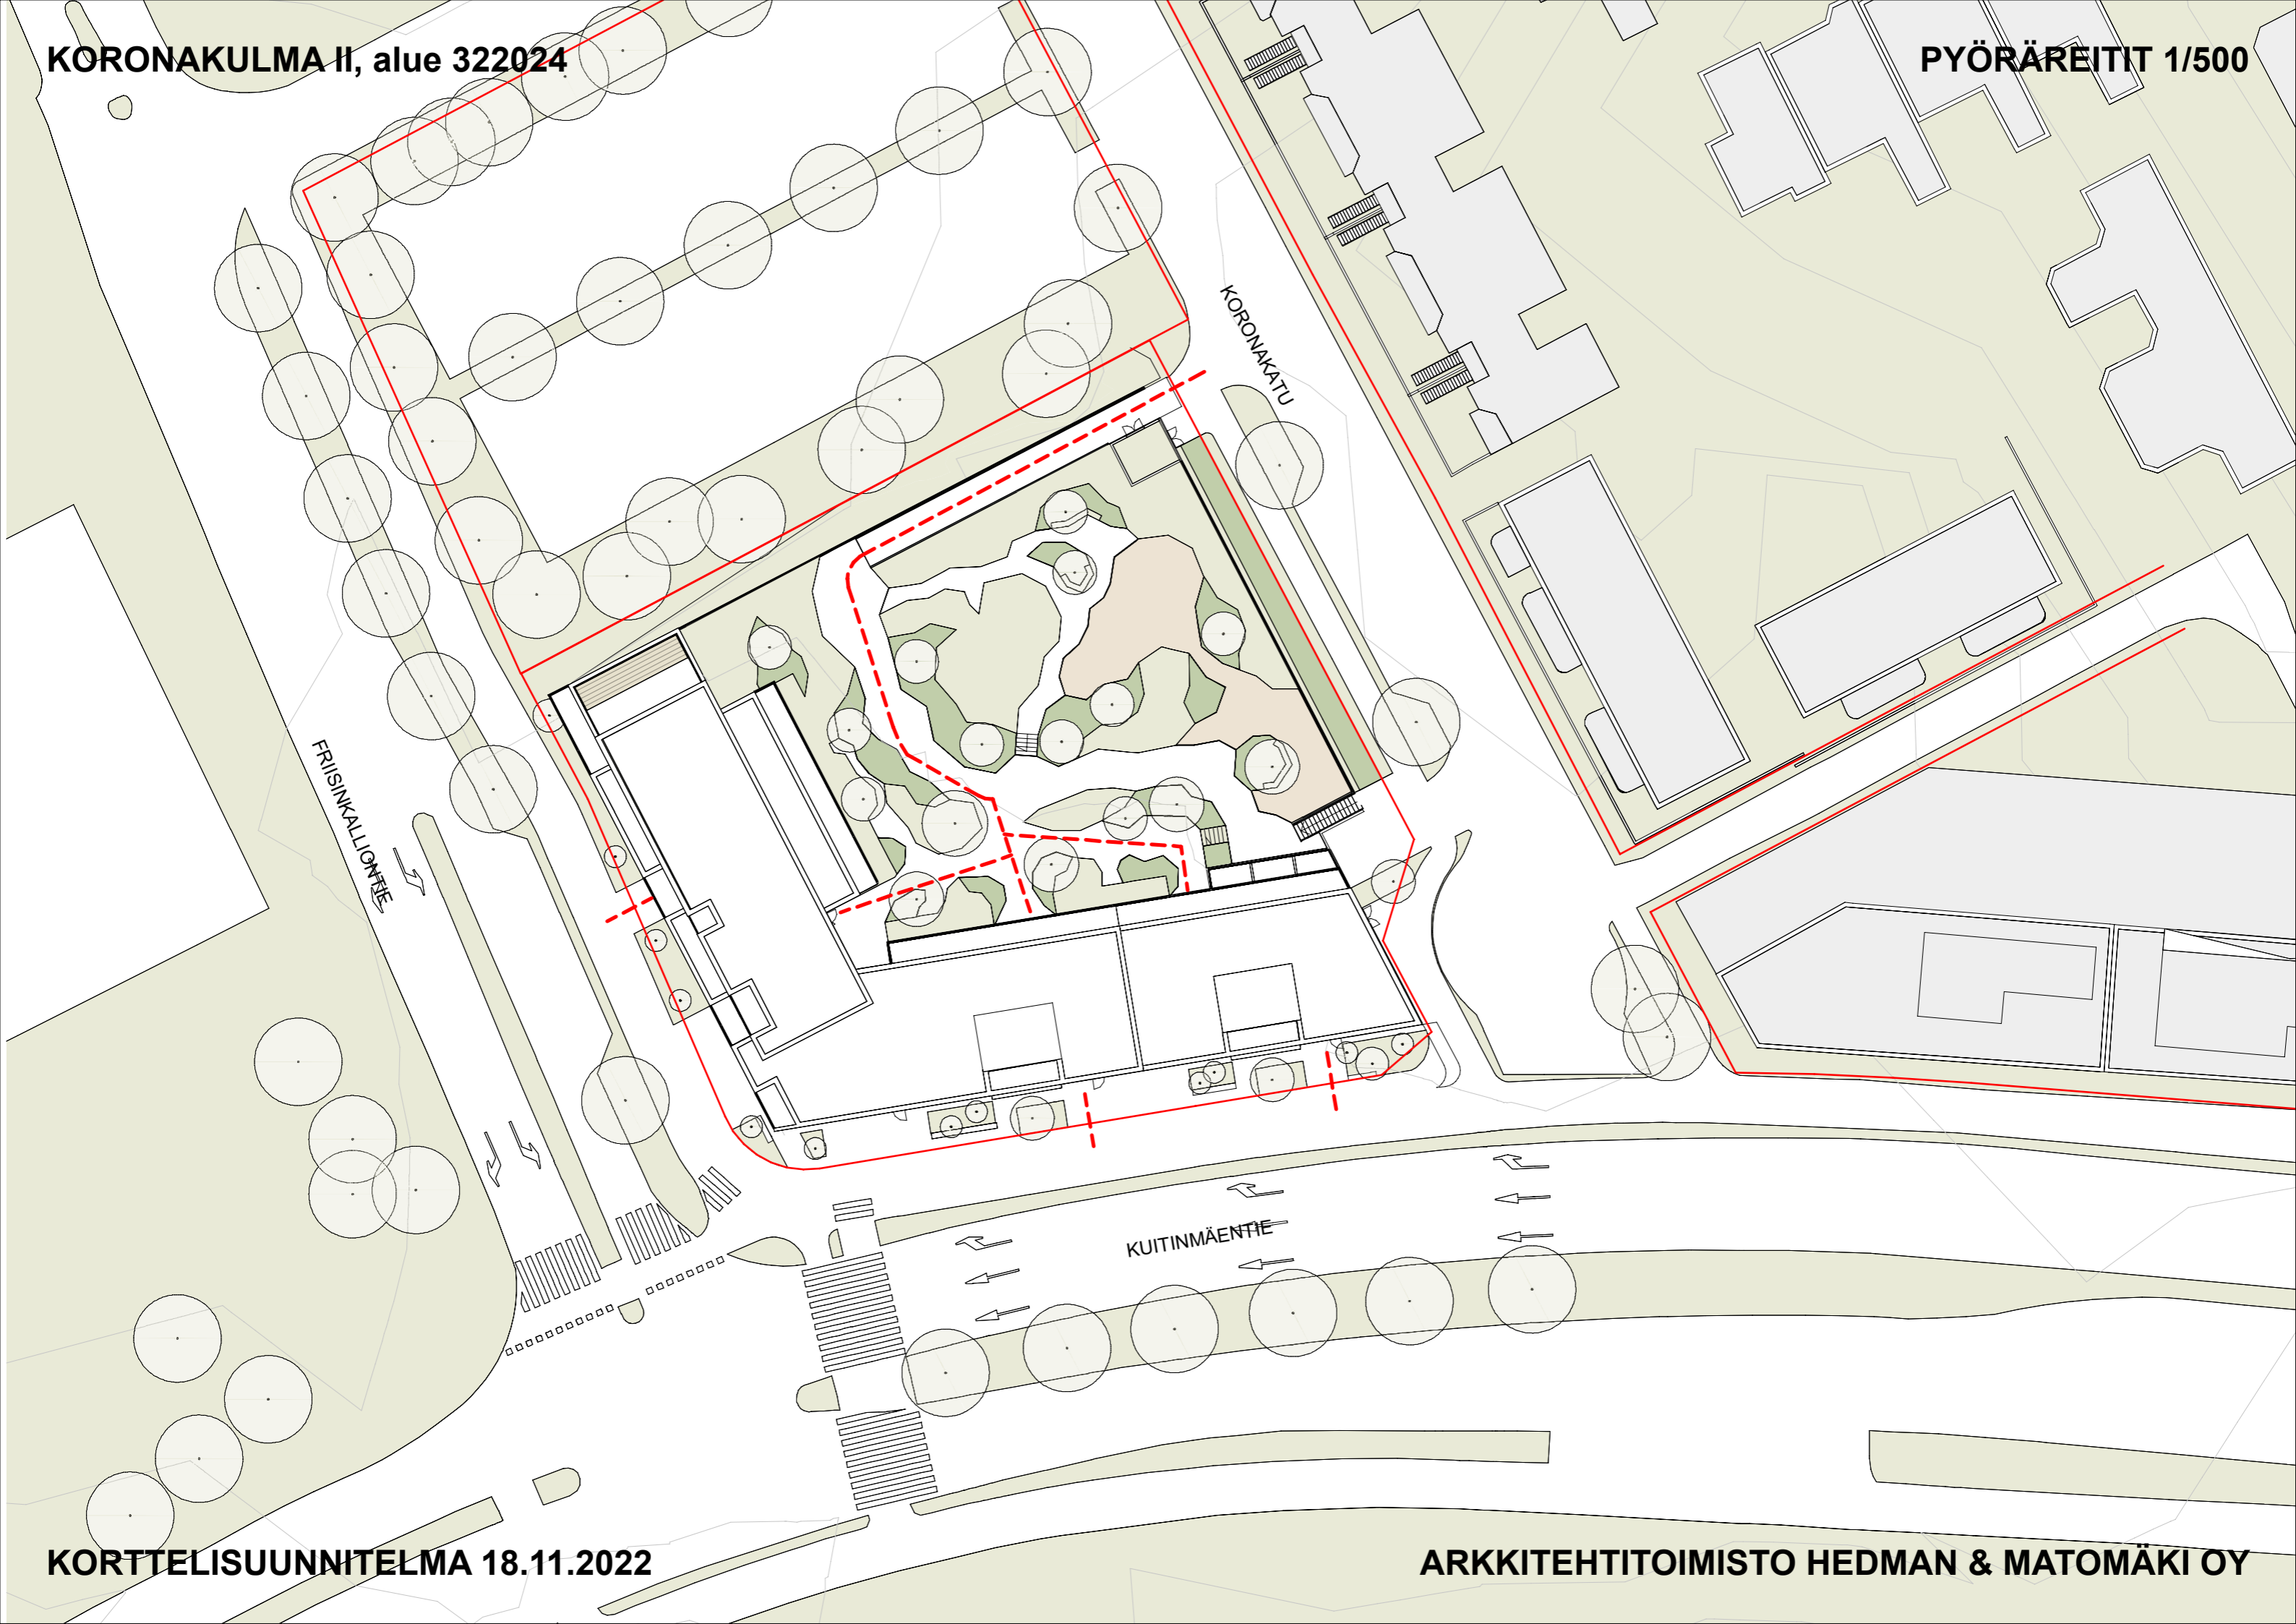 KORONAKULMA II, alue 322024
PYÖRÄREITIT 1/500
KORONAKATU
FRIISINKALLIONTIE
KUITINMÄENTIE
KORTTELISUUNNITELMA 18.11.2022
ARKKITEHTITOIMISTO HEDMAN & MATOMÄKI OY